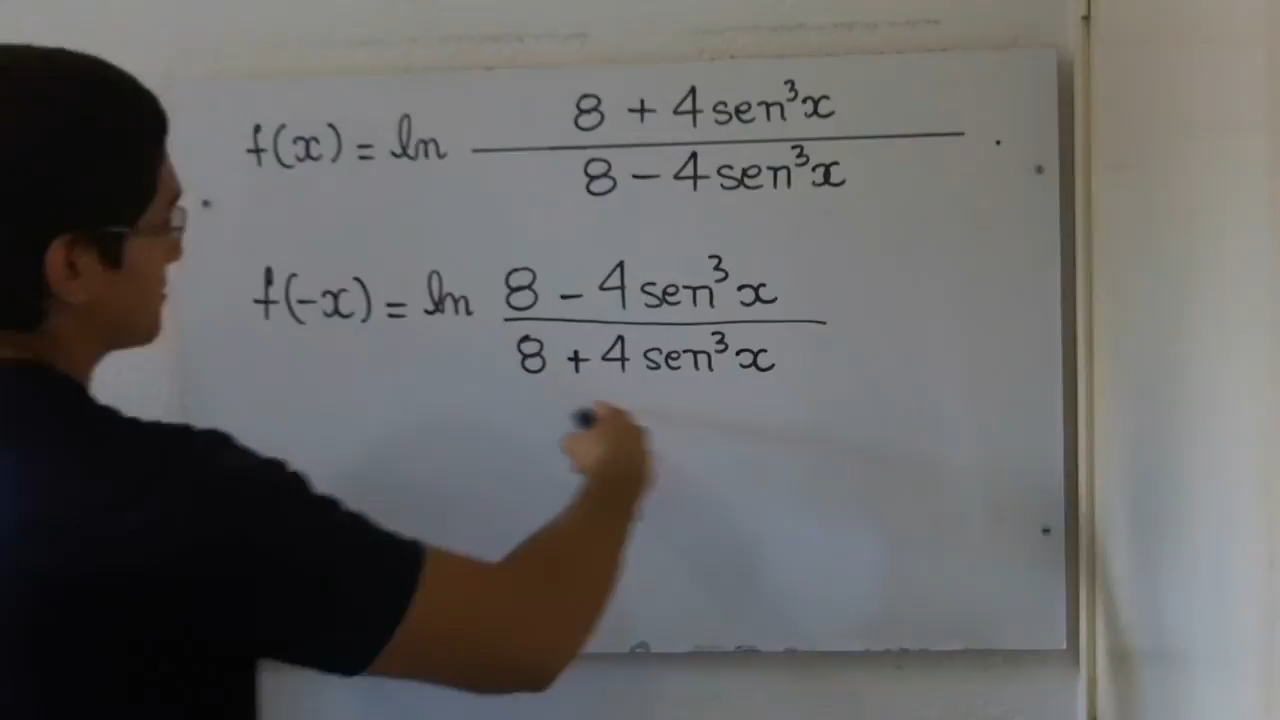 f(x) = ln (8 + 4 sen³x) / (8 − 4 sen³x) .
f(-x) = ln (8 − 4 sen³x) / (8 + 4 sen³x)